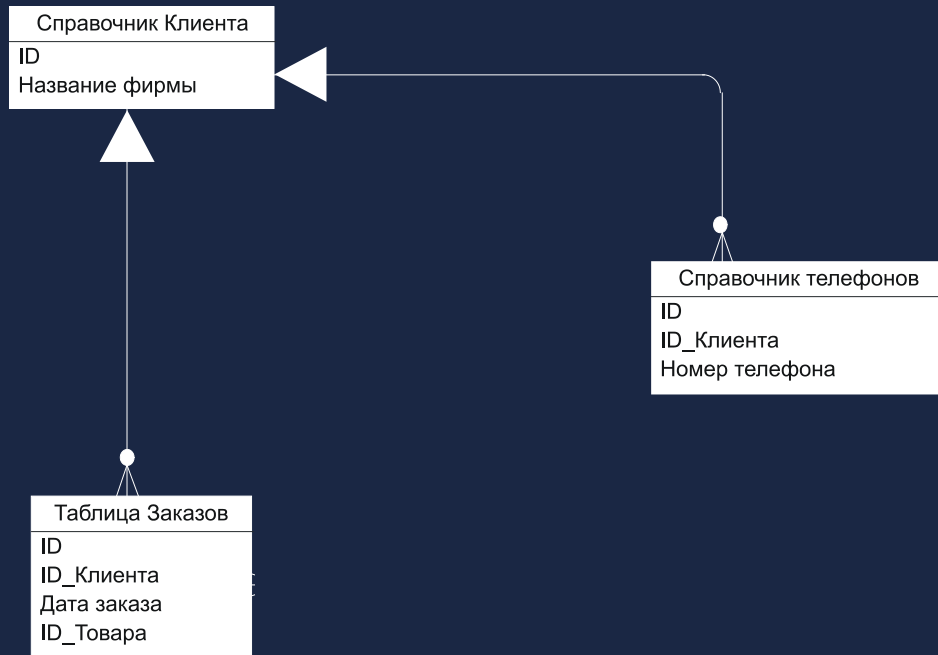 Справочник Клиента
ID
Название фирмы
Справочник телефонов
ID
ID_Клиента
Номер телефона
Таблица Заказов
ID
ID_Клиента
Дата заказа
ID_Товара